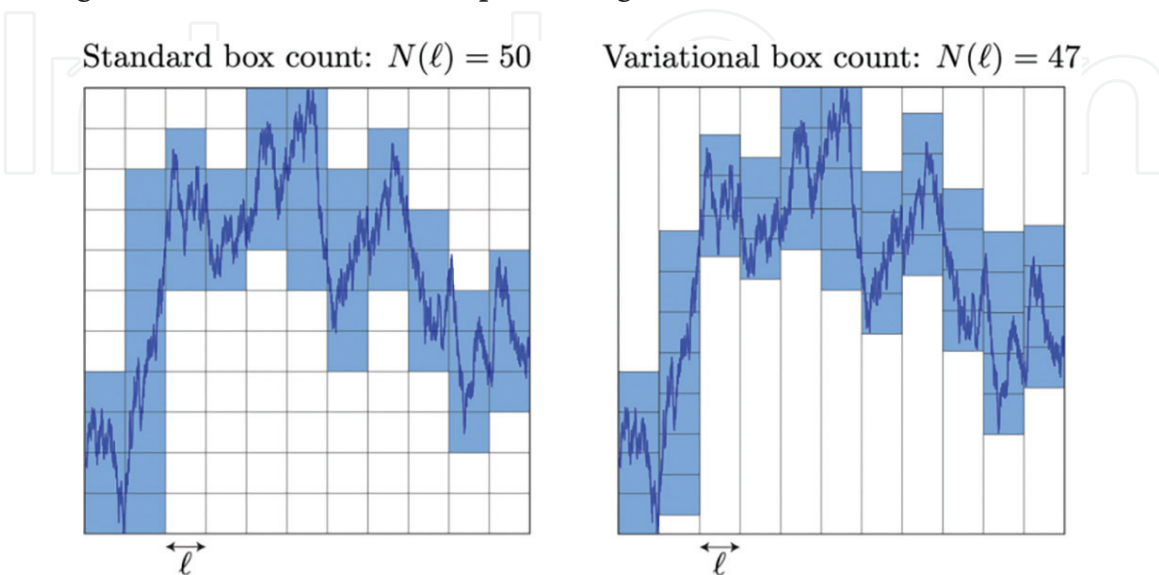 Standard box count: N(ℓ) = 50
Variational box count: N(ℓ) = 47
ℓ
ℓ